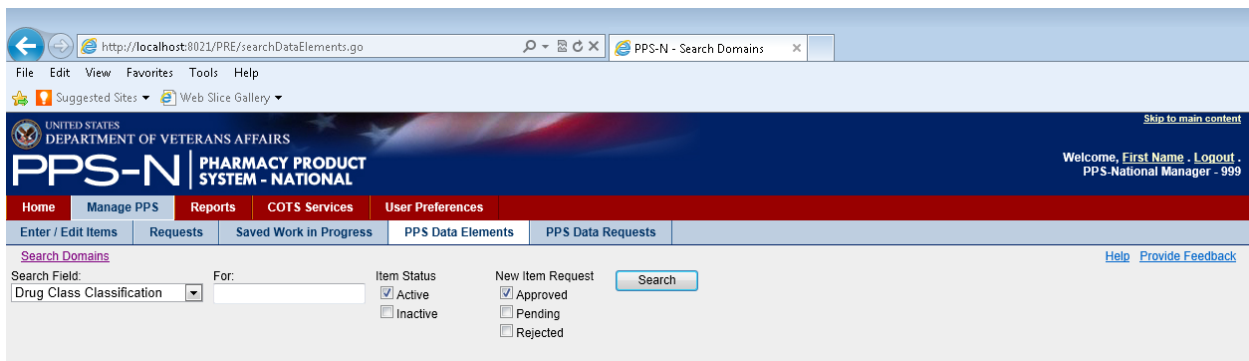 http://localhost:8021/PRE/searchDataElements.go
PPS-N - Search Domains
File Edit View Favorites Tools Help
Suggested Sites Web Slice Gallery
Skip to main content
UNITED STATES
DEPARTMENT OF VETERANS AFFAIRS
PPS-N PHARMACY PRODUCT
SYSTEM - NATIONAL
Welcome, First Name . Logout .
PPS-National Manager - 999
Home Manage PPS Reports COTS Services User Preferences
Enter / Edit Items Requests Saved Work in Progress PPS Data Elements PPS Data Requests
Search Domains Help Provide Feedback
Search Field: For: Item Status New Item Request Search
Drug Class Classification Active Approved
Inactive Pending
Rejected